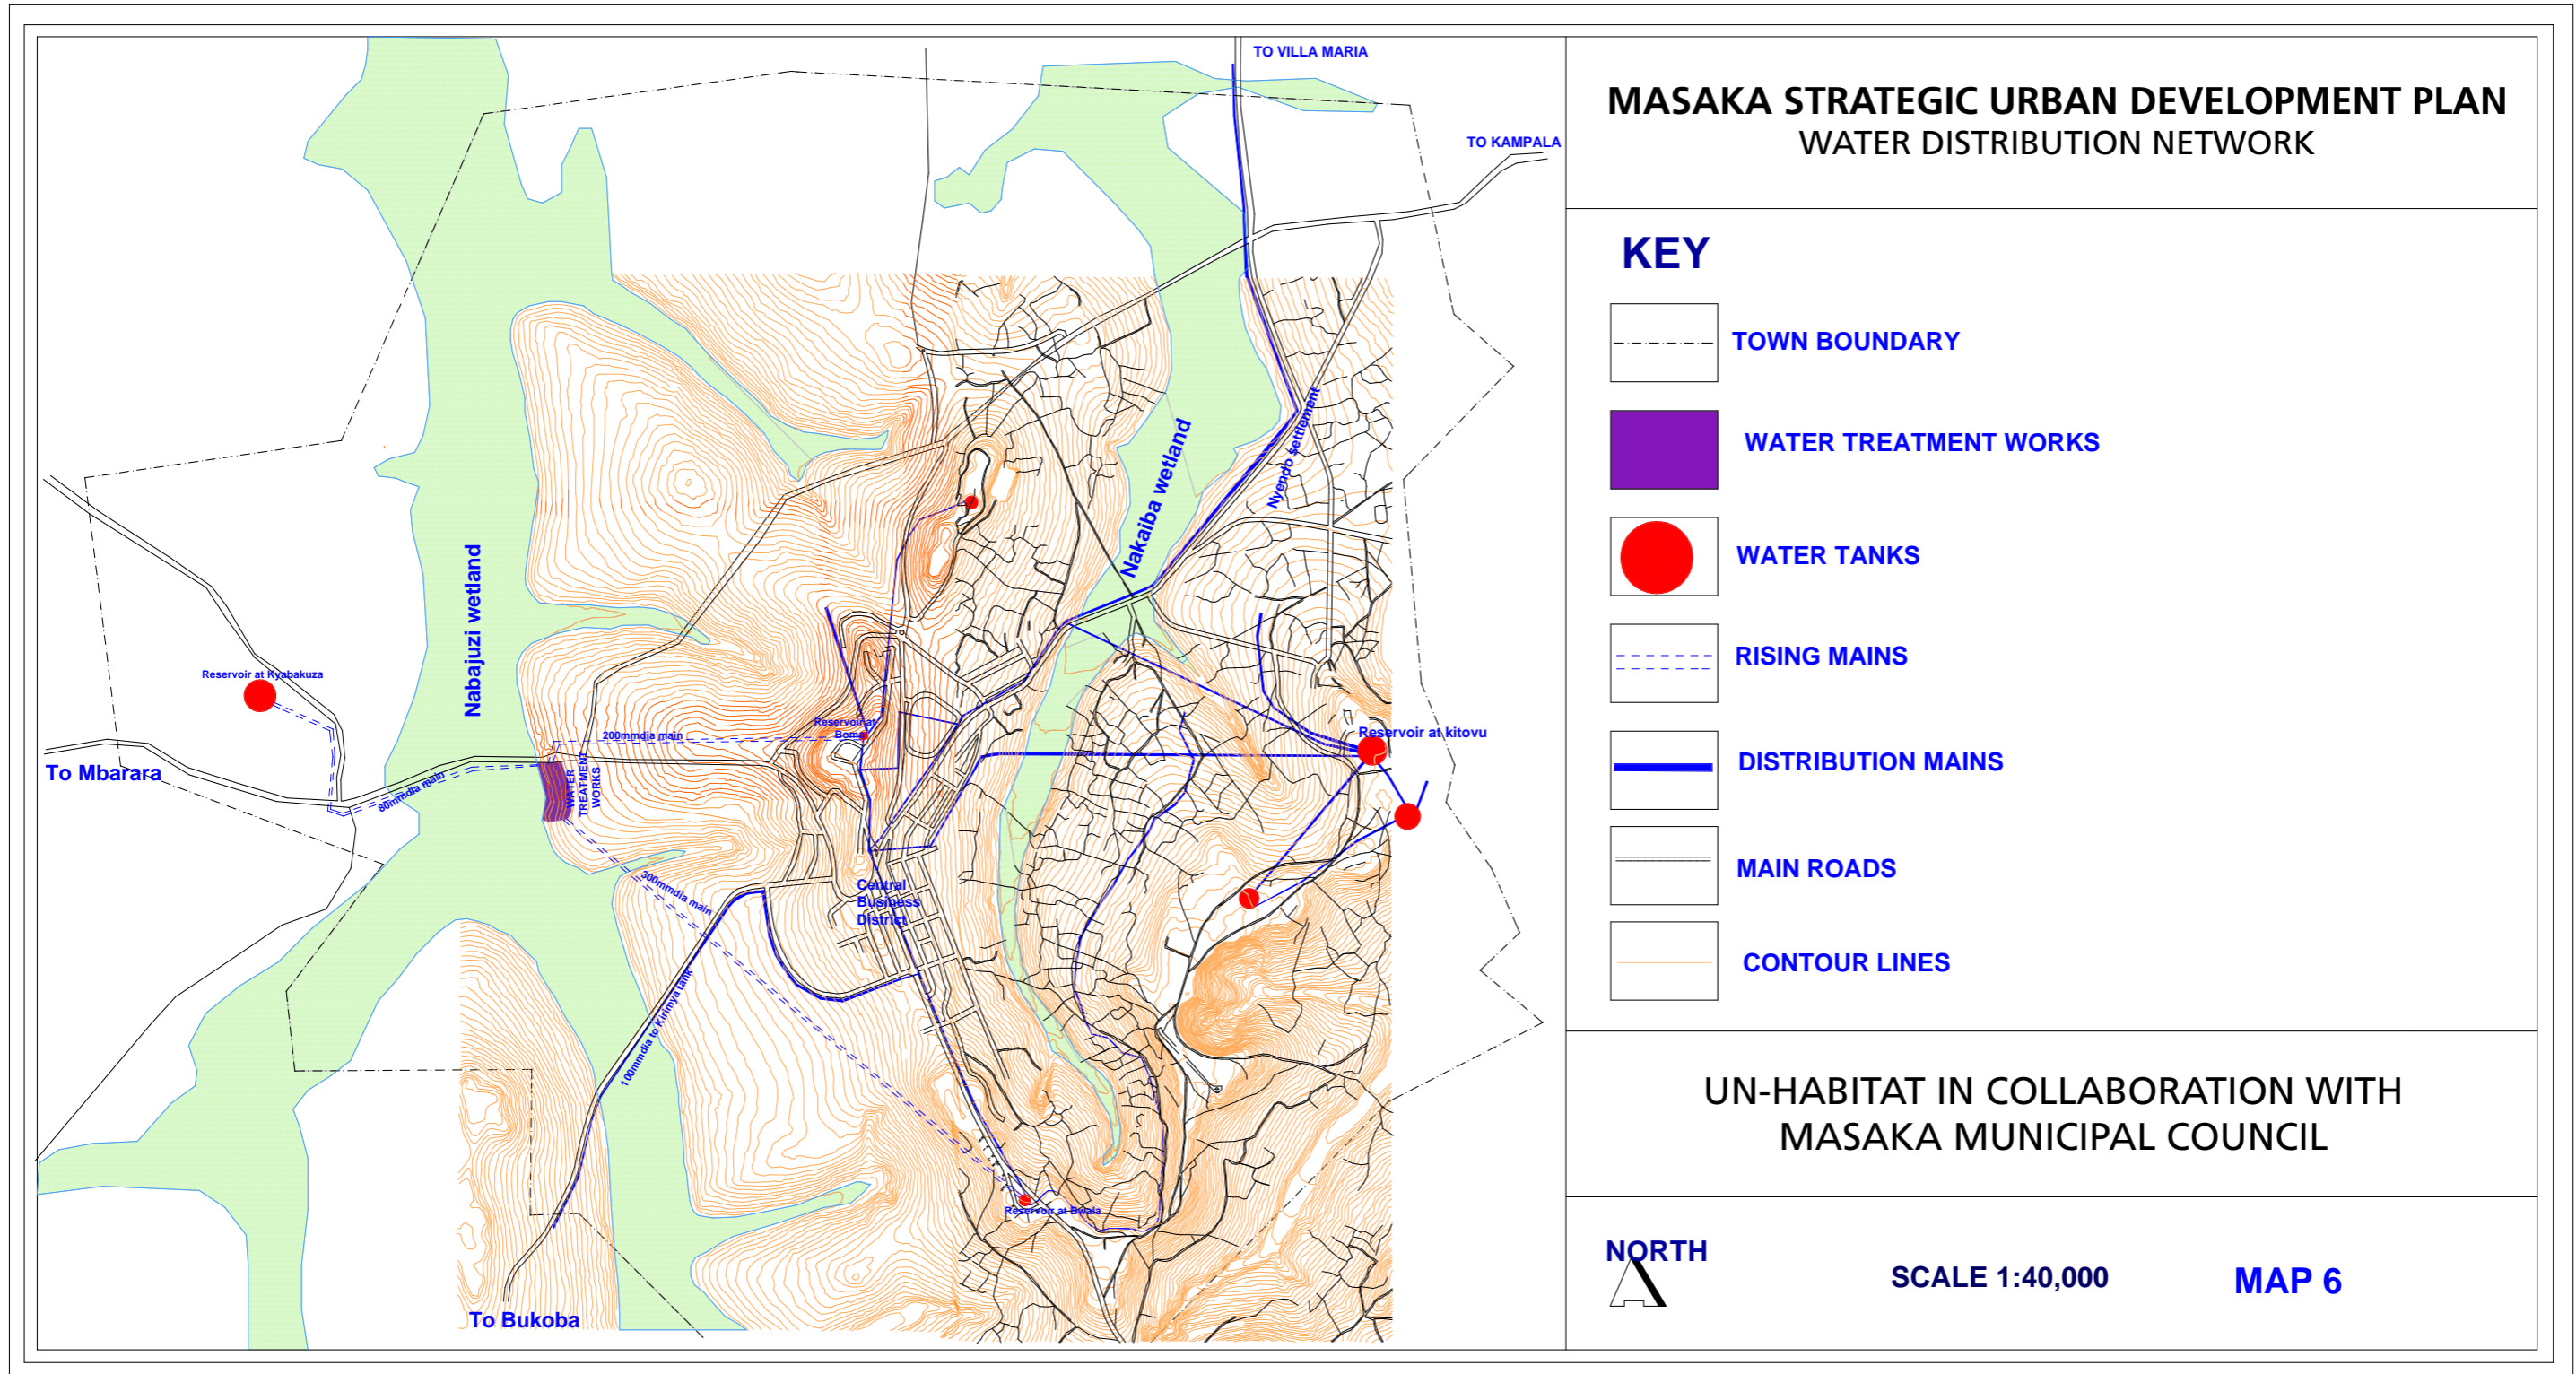 TO VILLA MARIA
TO KAMPALA
Nabajuzi wetland
Nakaiba wetland
Nyendo settlement
Reservoir at Kyabakuza
Reservoir at
Boma
200mmdia main
Reservoir at kitovu
To Mbarara
80mmdia main
WATER
TREATMENT
WORKS
300mmdia main
Central
Business
District
100mmdia to Kirimya tank
Reservoir at Bwala
To Bukoba
MASAKA STRATEGIC URBAN DEVELOPMENT PLAN
WATER DISTRIBUTION NETWORK
KEY
TOWN BOUNDARY
WATER TREATMENT WORKS
WATER TANKS
RISING MAINS
DISTRIBUTION MAINS
MAIN ROADS
CONTOUR LINES
UN-HABITAT IN COLLABORATION WITH
MASAKA MUNICIPAL COUNCIL
NORTH
SCALE 1:40,000
MAP 6